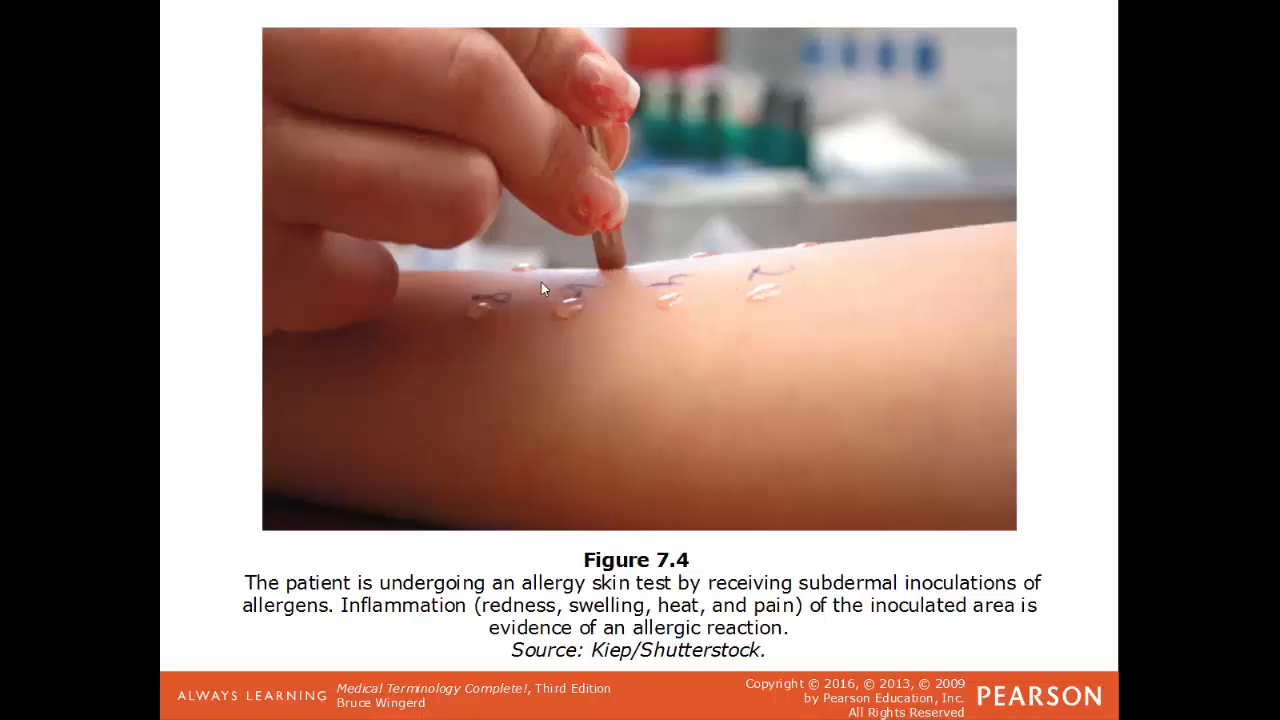 Figure 7.4
The patient is undergoing an allergy skin test by receiving subdermal inoculations of
allergens. Inflammation (redness, swelling, heat, and pain) of the inoculated area is
evidence of an allergic reaction.
Source: Kiep/Shutterstock.
ALWAYS LEARNING
Medical Terminology Complete!, Third Edition
Bruce Wingerd
Copyright © 2016, © 2013, © 2009
by Pearson Education, Inc.
All Rights Reserved
PEARSON